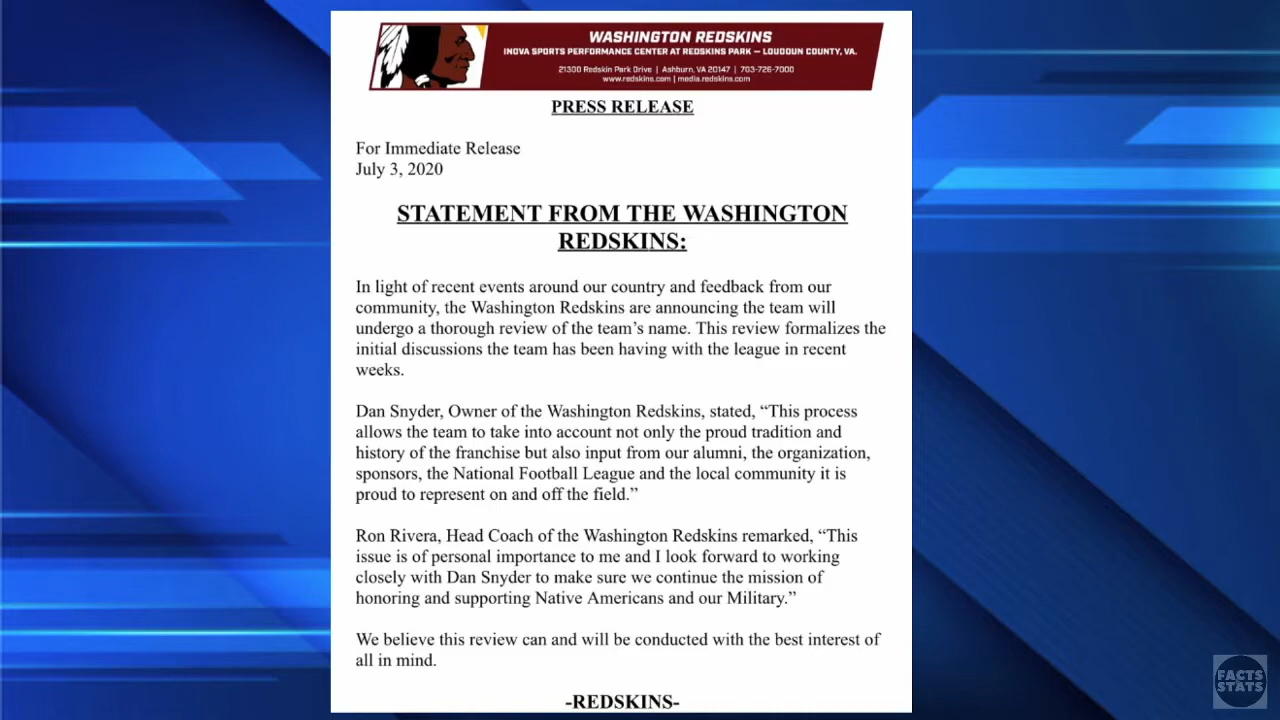 WASHINGTON REDSKINS
INOVA SPORTS PERFORMANCE CENTER AT REDSKINS PARK — LOUDOUN COUNTY, VA.
21300 Redskin Park Drive | Ashburn, VA 20147 | 703-726-7000
www.redskins.com | media.redskins.com
PRESS RELEASE
For Immediate Release
July 3, 2020
STATEMENT FROM THE WASHINGTON
REDSKINS:
In light of recent events around our country and feedback from our
community, the Washington Redskins are announcing the team will
undergo a thorough review of the team’s name. This review formalizes the
initial discussions the team has been having with the league in recent
weeks.
Dan Snyder, Owner of the Washington Redskins, stated, “This process
allows the team to take into account not only the proud tradition and
history of the franchise but also input from our alumni, the organization,
sponsors, the National Football League and the local community it is
proud to represent on and off the field.”
Ron Rivera, Head Coach of the Washington Redskins remarked, “This
issue is of personal importance to me and I look forward to working
closely with Dan Snyder to make sure we continue the mission of
honoring and supporting Native Americans and our Military.”
We believe this review can and will be conducted with the best interest of
all in mind.
-REDSKINS-
FACTS
STATS